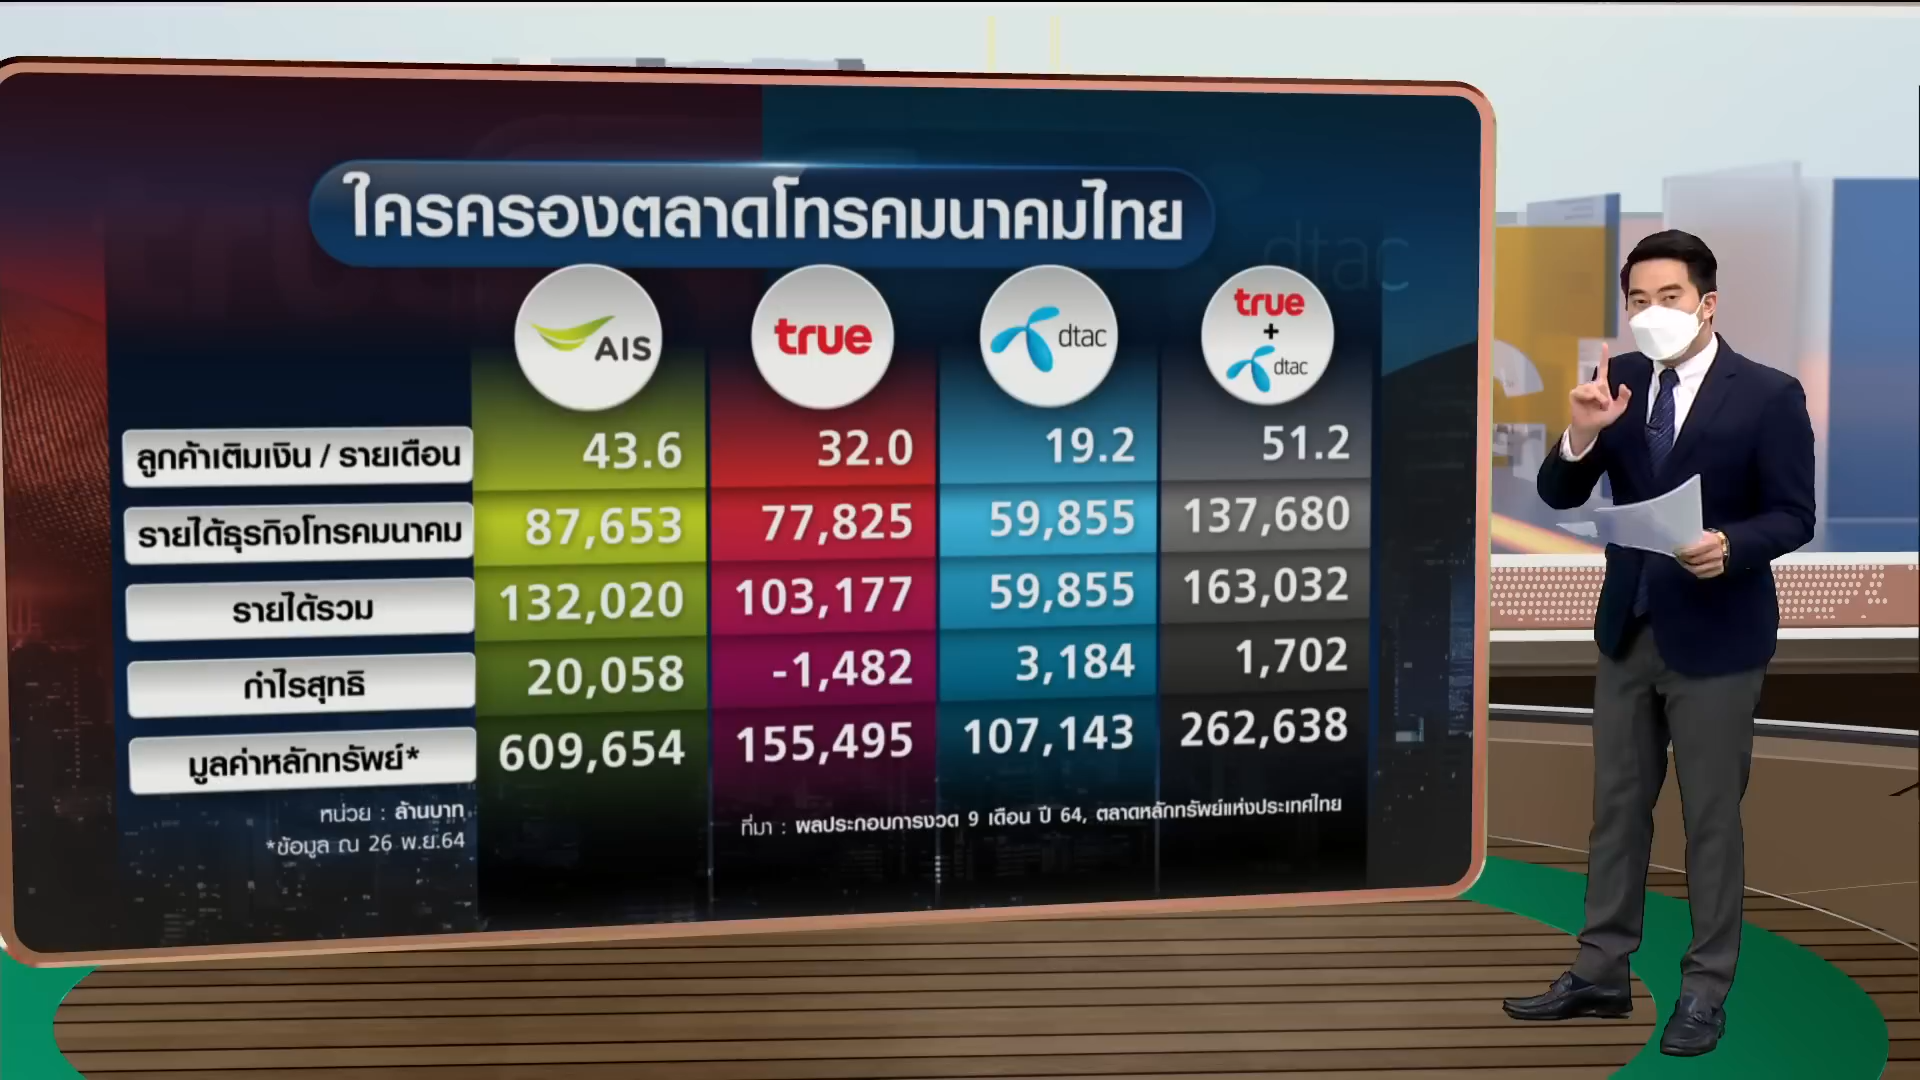 ใครครองตลาดโทรคมนาคมไทย
AIS true dtac true + dtac
ลูกค้าเติมเงิน / รายเดือน 43.6 32.0 19.2 51.2
รายได้ธุรกิจโทรคมนาคม 87,653 77,825 59,855 137,680
รายได้รวม 132,020 103,177 59,855 163,032
กำไรสุทธิ 20,058 -1,482 3,184 1,702
มูลค่าหลักทรัพย์* 609,654 155,495 107,143 262,638
หน่วย : ล้านบาท
*ข้อมูล ณ 26 พ.ย.64
ที่มา : ผลประกอบการงวด 9 เดือน ปี 64, ตลาดหลักทรัพย์แห่งประเทศไทย
true
dtac